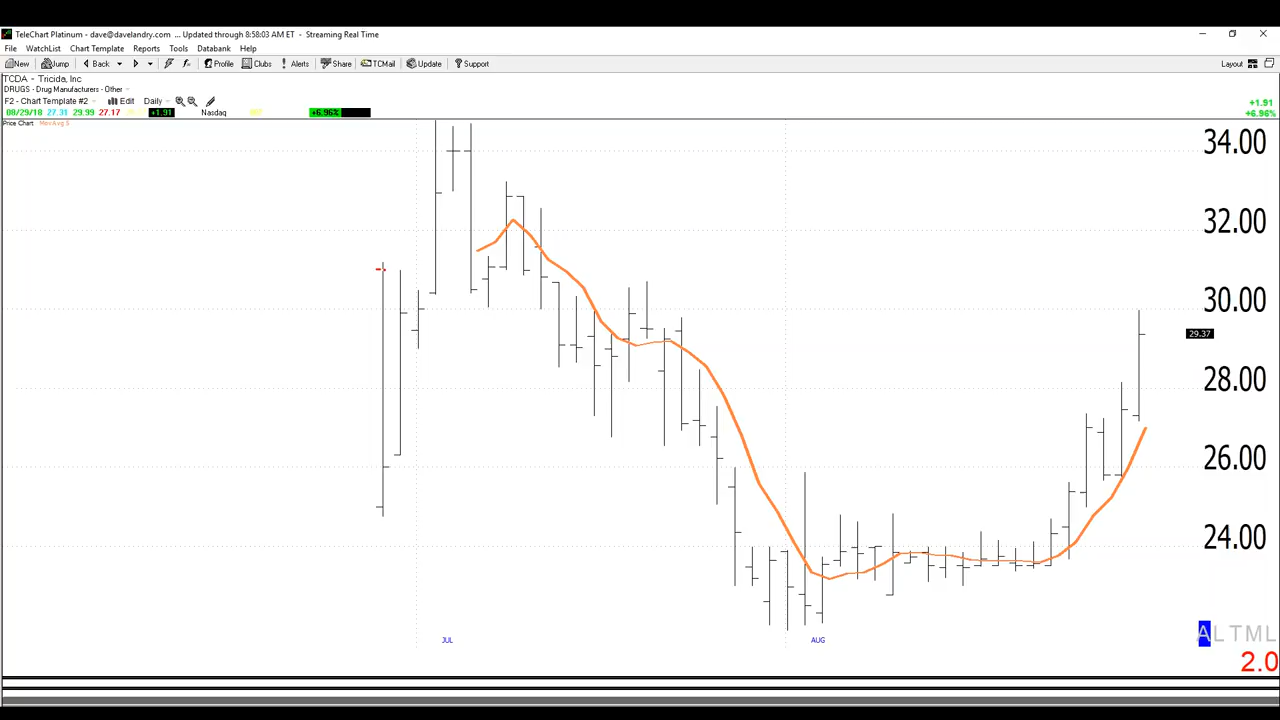 TeleChart Platinum - dave@davelandry.com ... Updated through 8:58:03 AM ET - Streaming Real Time
File WatchList Chart Template Reports Tools Databank Help
New Jump Back Profile Clubs Alerts Share TCMail Update Support Layout
TCDA - Tricida, Inc
DRUGS - Drug Manufacturers - Other
F2 - Chart Template #2 Edit Daily +1.91
08/29/18 27.31 29.99 27.17 +1.91 Nasdaq +6.96% +6.96%
Price Chart MovAvg 5
34.00
32.00
30.00
29.37
28.00
26.00
24.00
ALTML
JUL AUG
2.0